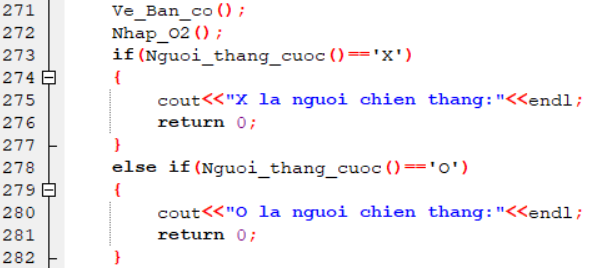 271 Ve_Ban_co();
272 Nhap_O2();
273 if(Nguoi_thang_cuoc()=='X')
274 {
275 cout<<"X la nguoi chien thang:"<<endl;
276 return 0;
277 }
278 else if(Nguoi_thang_cuoc()=='O')
279 {
280 cout<<"O la nguoi chien thang:"<<endl;
281 return 0;
282 }